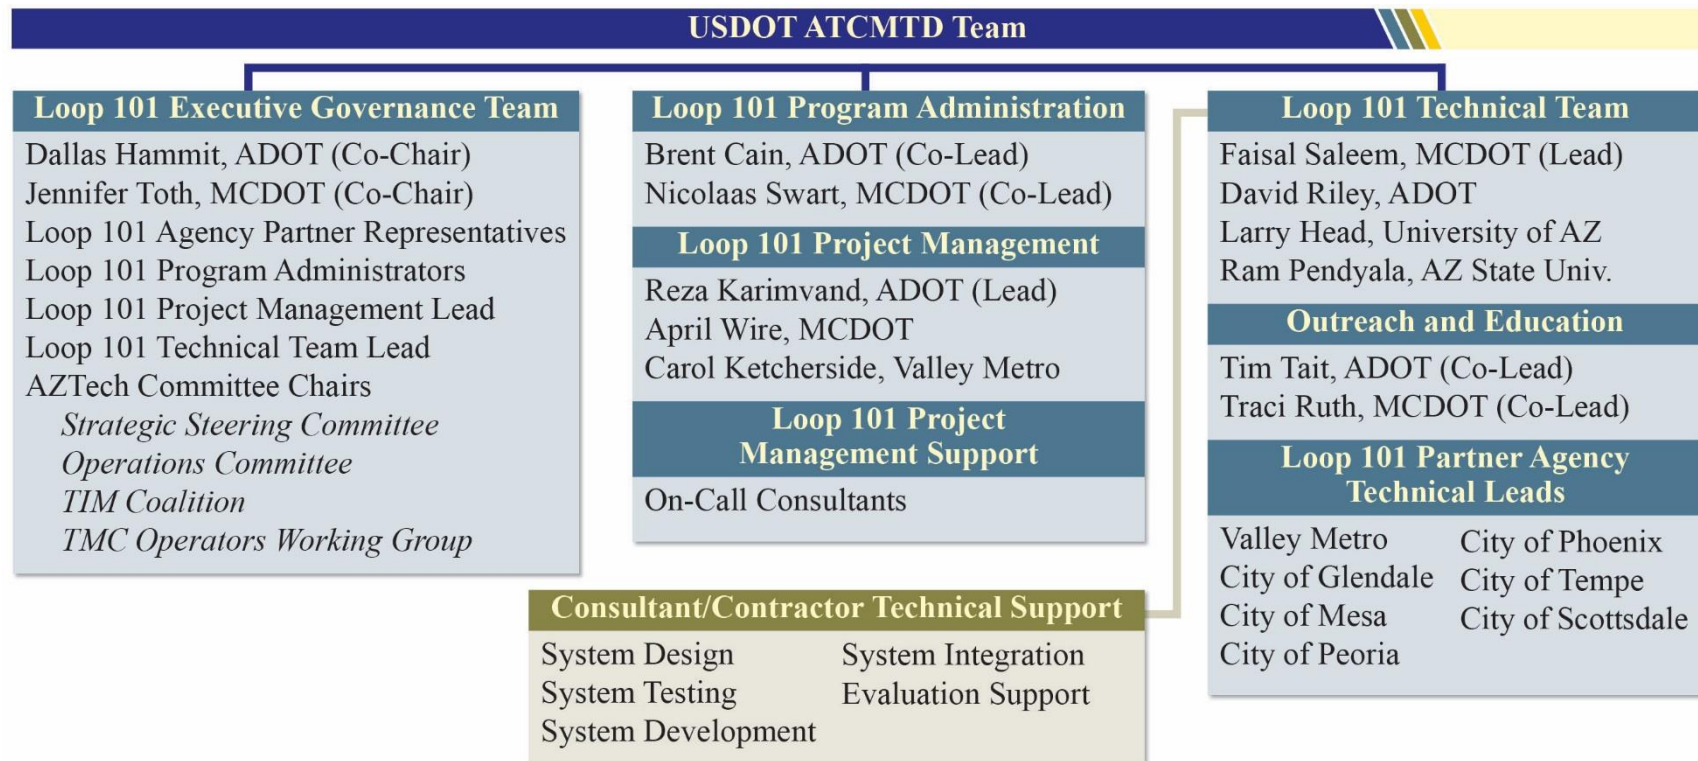 USDOT ATCMTD Team
Loop 101 Executive Governance Team
Dallas Hammit, ADOT (Co-Chair)
Jennifer Toth, MCDOT (Co-Chair)
Loop 101 Agency Partner Representatives
Loop 101 Program Administrators
Loop 101 Project Management Lead
Loop 101 Technical Team Lead
AZTech Committee Chairs
Strategic Steering Committee
Operations Committee
TIM Coalition
TMC Operators Working Group
Loop 101 Program Administration
Brent Cain, ADOT (Co-Lead)
Nicolaas Swart, MCDOT (Co-Lead)
Loop 101 Project Management
Reza Karimvand, ADOT (Lead)
April Wire, MCDOT
Carol Ketcherside, Valley Metro
Loop 101 Project
Management Support
On-Call Consultants
Loop 101 Technical Team
Faisal Saleem, MCDOT (Lead)
David Riley, ADOT
Larry Head, University of AZ
Ram Pendyala, AZ State Univ.
Outreach and Education
Tim Tait, ADOT (Co-Lead)
Traci Ruth, MCDOT (Co-Lead)
Loop 101 Partner Agency
Technical Leads
Valley Metro
City of Glendale
City of Mesa
City of Peoria
City of Phoenix
City of Tempe
City of Scottsdale
Consultant/Contractor Technical Support
System Design
System Testing
System Development
System Integration
Evaluation Support